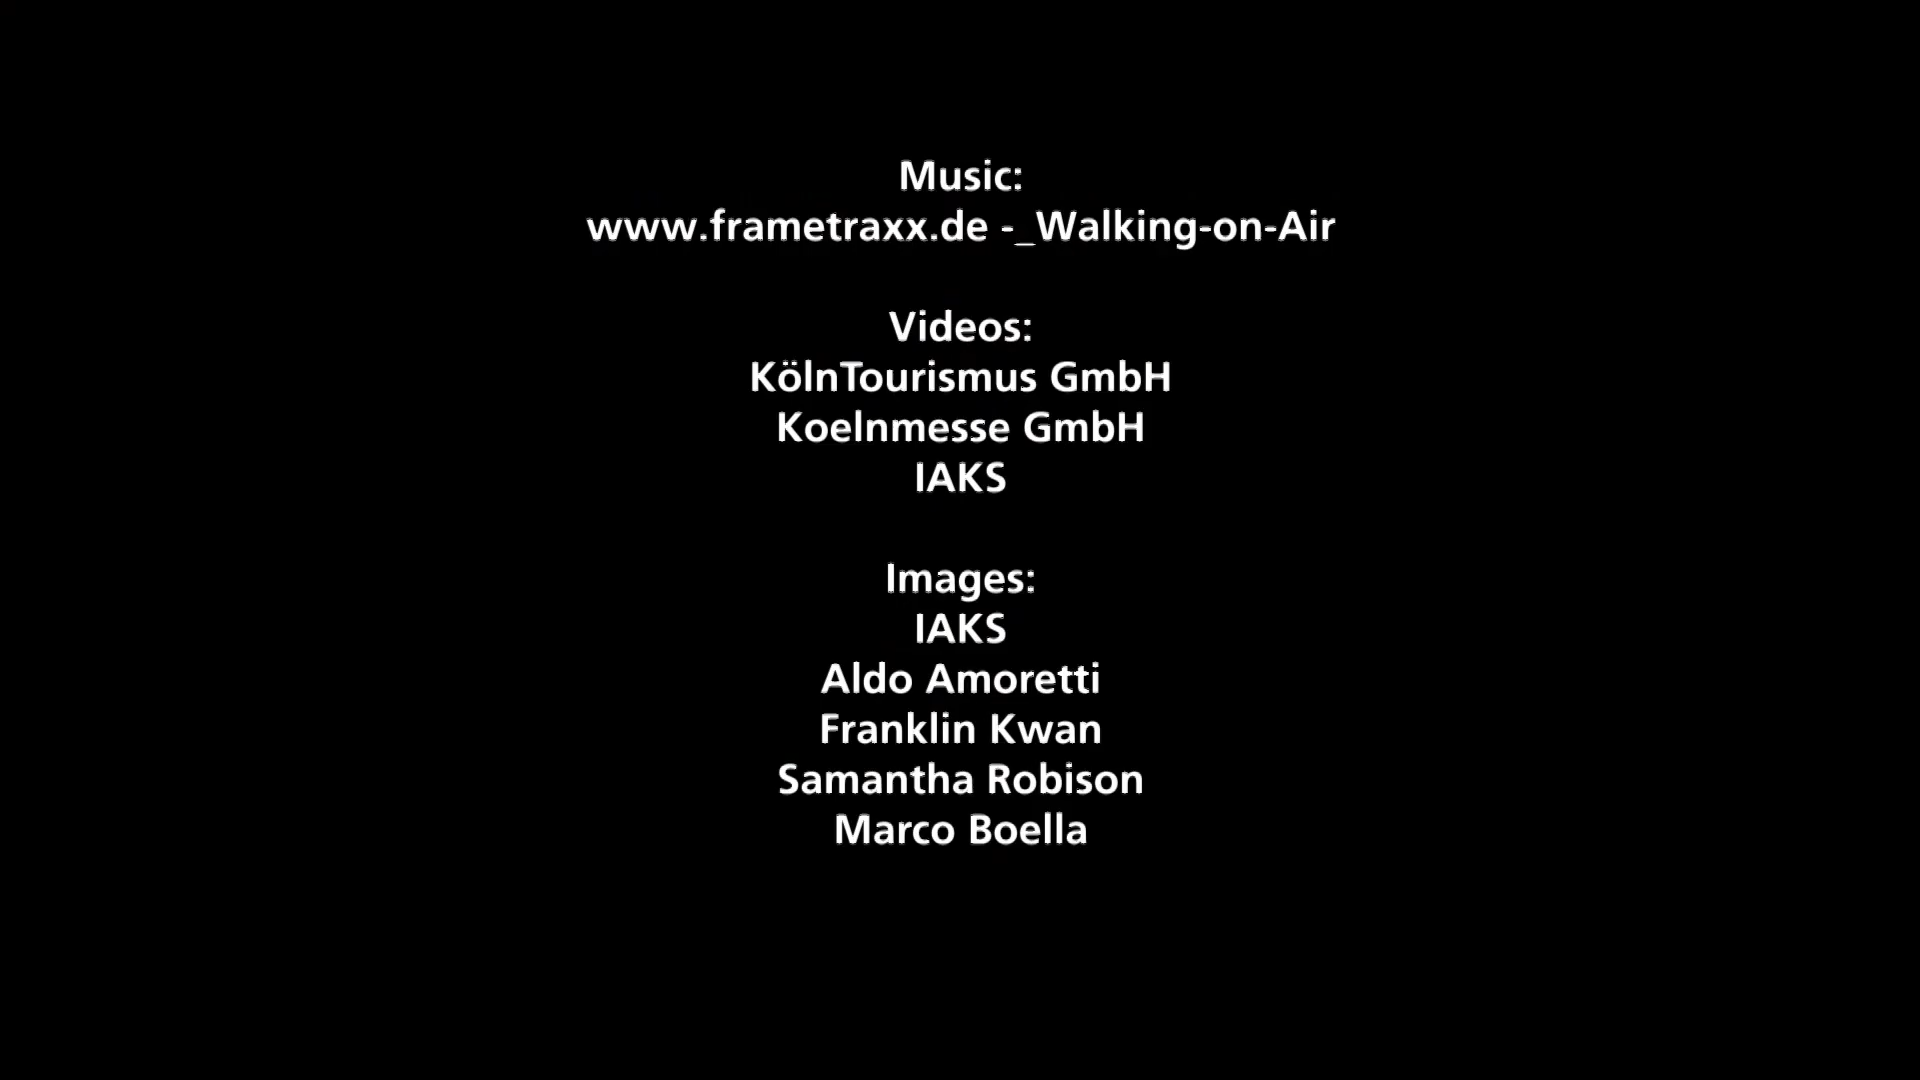 Music:
www.frametraxx.de -_Walking-on-Air
Videos:
KölnTourismus GmbH
Koelnmesse GmbH
IAKS
Images:
IAKS
Aldo Amoretti
Franklin Kwan
Samantha Robison
Marco Boella